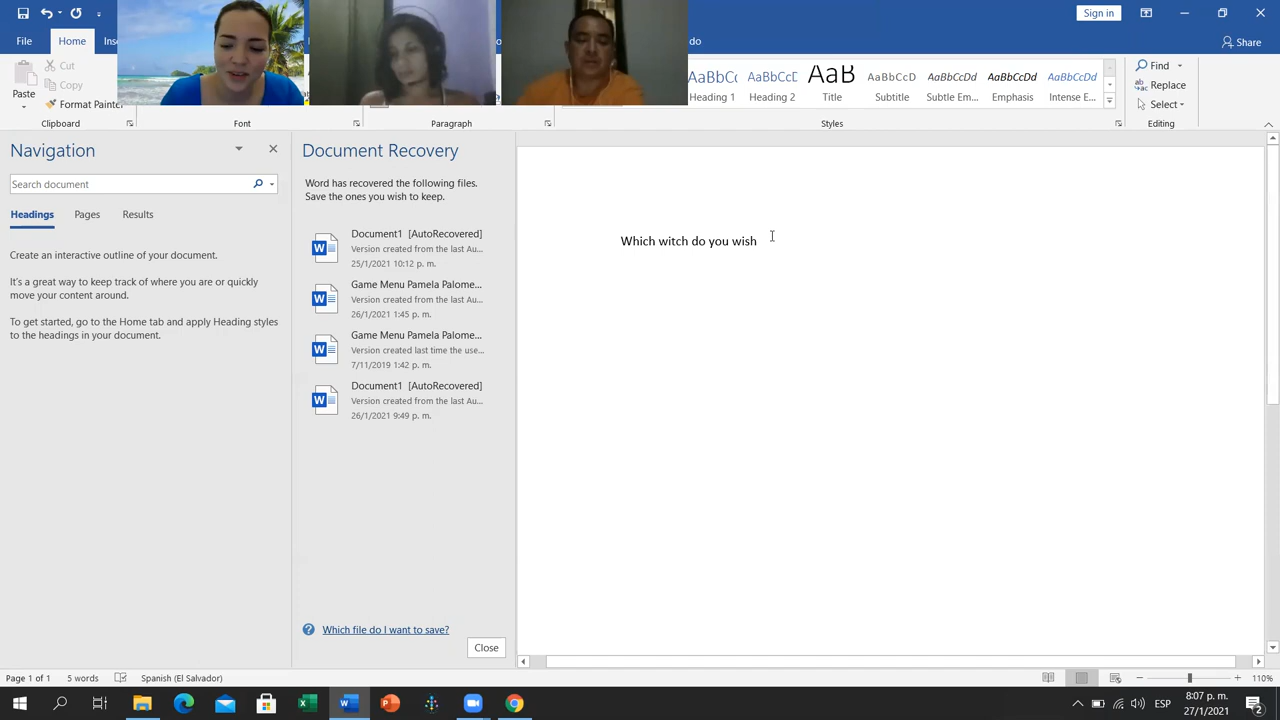 Sign in
File
Home
Ins
do
Share
Paste
Cut
Copy
Format Painter
Clipboard
Font
Paragraph
AaBbCc
Heading 1
AaBbCcD
Heading 2
AaB
Title
AaBbCcD
Subtitle
AaBbCcDd
Subtle Em...
AaBbCcDd
Emphasis
AaBbCcDd
Intense E...
Styles
Find
Replace
Select
Editing
Navigation
Search document
Headings
Pages
Results
Create an interactive outline of your document.
It's a great way to keep track of where you are or quickly
move your content around.
To get started, go to the Home tab and apply Heading styles
to the headings in your document.
Document Recovery
Word has recovered the following files.
Save the ones you wish to keep.
Document1 [AutoRecovered]
Version created from the last Au...
25/1/2021 10:12 p. m.
Game Menu Pamela Palome...
Version created from the last Au...
26/1/2021 1:45 p. m.
Game Menu Pamela Palome...
Version created last time the use...
7/11/2019 1:42 p. m.
Document1 [AutoRecovered]
Version created from the last Au...
26/1/2021 9:49 p. m.
Which file do I want to save?
Close
Which witch do you wish
Page 1 of 1
5 words
Spanish (El Salvador)
110%
ESP
8:07 p. m.
27/1/2021
2